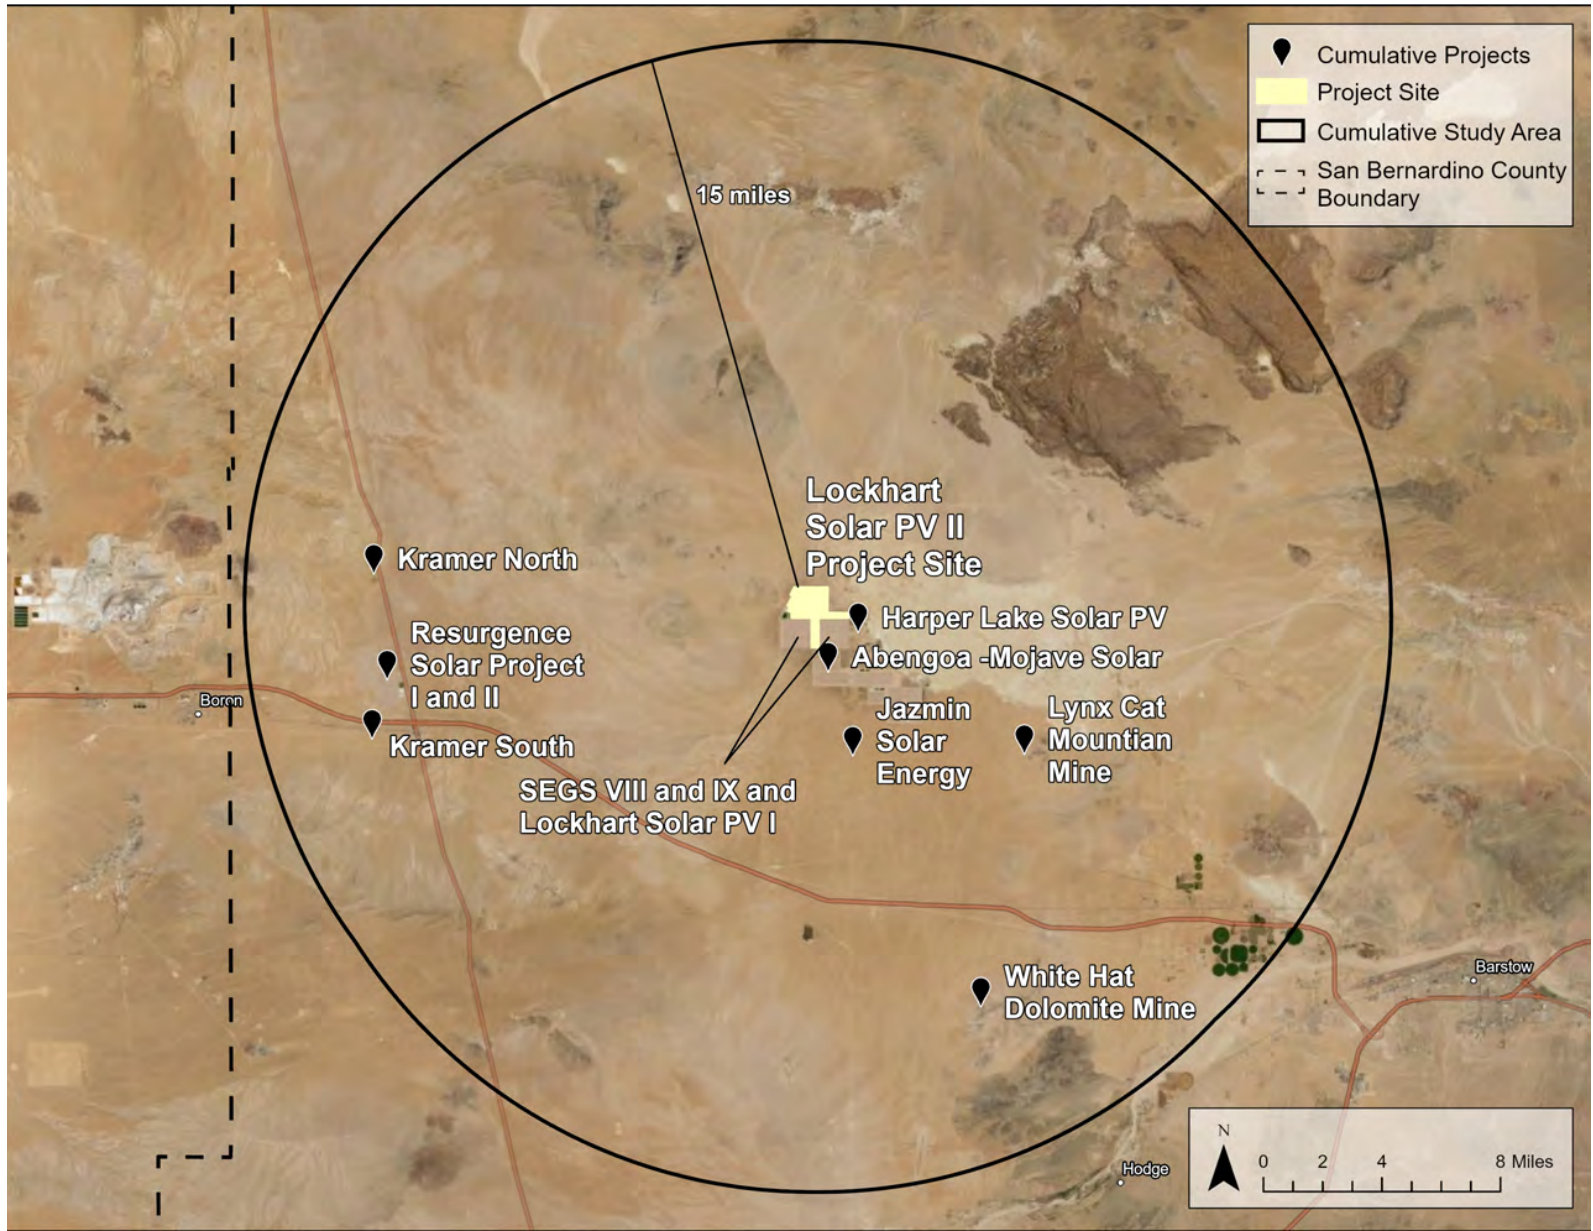 Cumulative Projects
Project Site
Cumulative Study Area
San Bernardino County
Boundary
15 miles
Lockhart
Solar PV II
Project Site
Kramer North
Harper Lake Solar PV
Resurgence
Solar Project
I and II
Abengoa -Mojave Solar
Boron
Jazmin
Solar
Energy
Lynx Cat
Mountian
Mine
Kramer South
SEGS VIII and IX and
Lockhart Solar PV I
White Hat
Dolomite Mine
Barstow
Hodge
N
0 2 4 8 Miles